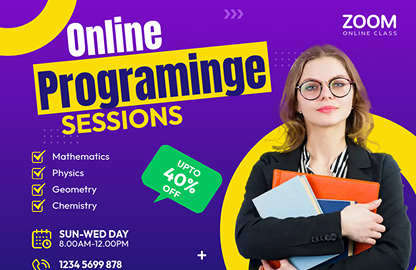 Online
Programinge
SESSIONS
ZOOM
ONLINE CLASS
Mathematics
Physics
Geometry
Chemistry
UPTO
40%
OFF
SUN-WED DAY
8.00AM-12.00PM
1234 5699 878